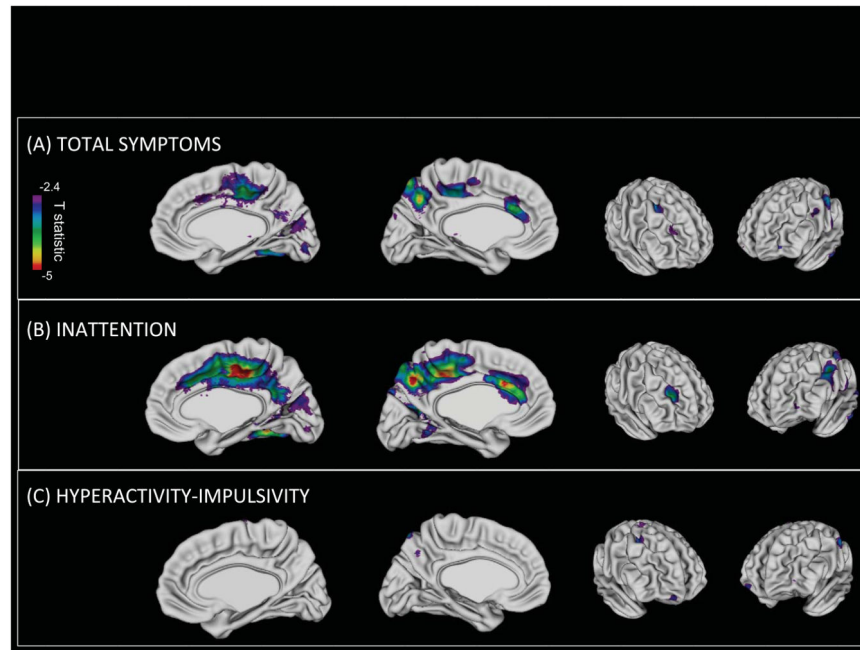 (A) TOTAL SYMPTOMS
-2.4
T statistic
-5
(B) INATTENTION
(C) HYPERACTIVITY-IMPULSIVITY